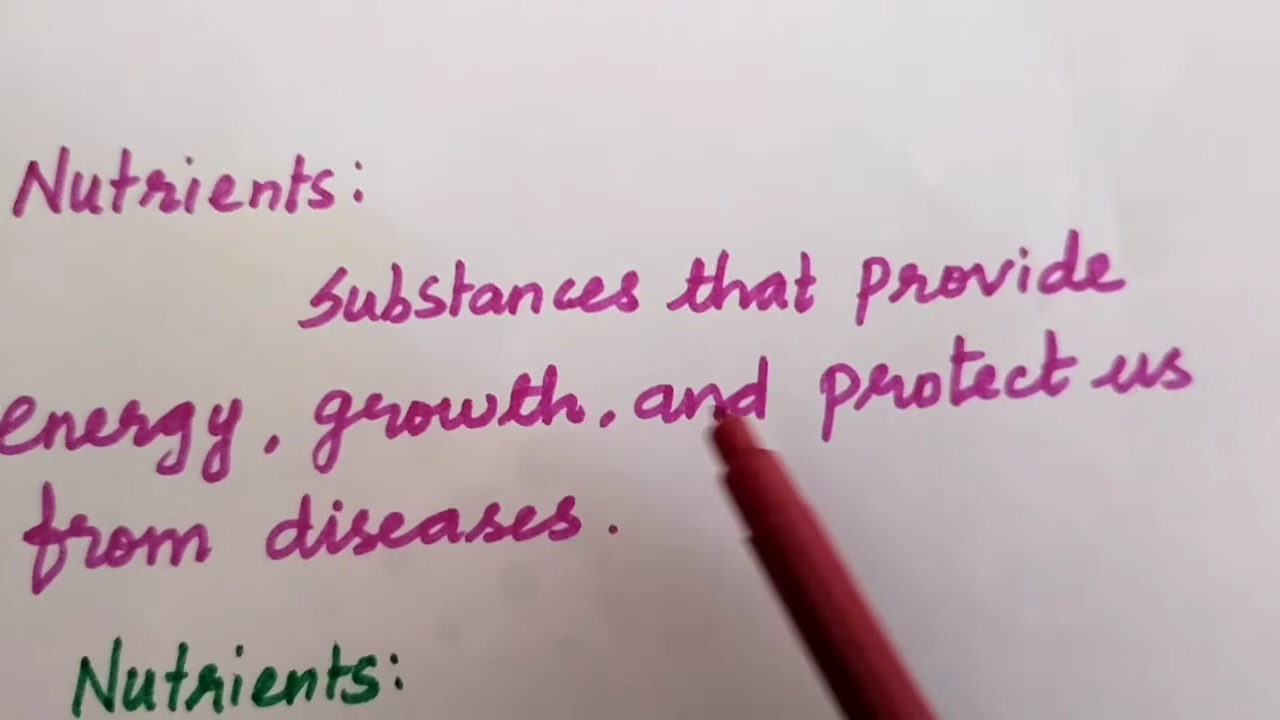 Nutrients:
Substances that provide
energy, growth, and protect us
from diseases.
Nutrients: